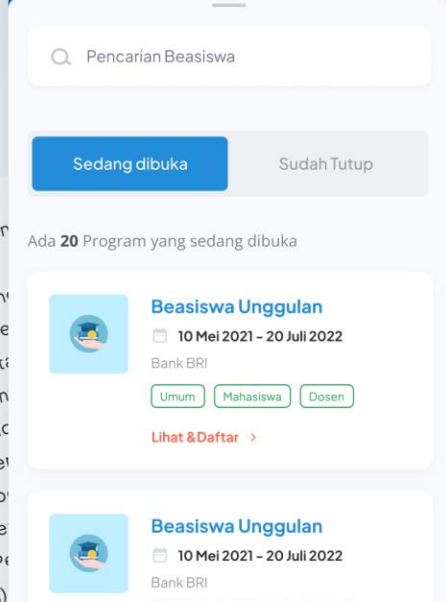 Pencarian Beasiswa
Sedang dibuka
Sudah Tutup
Ada 20 Program yang sedang dibuka
Beasiswa Unggulan
10 Mei 2021 - 20 Juli 2022
Bank BRI
Umum Mahasiswa Dosen
Lihat &Daftar >
Beasiswa Unggulan
10 Mei 2021 - 20 Juli 2022
Bank BRI